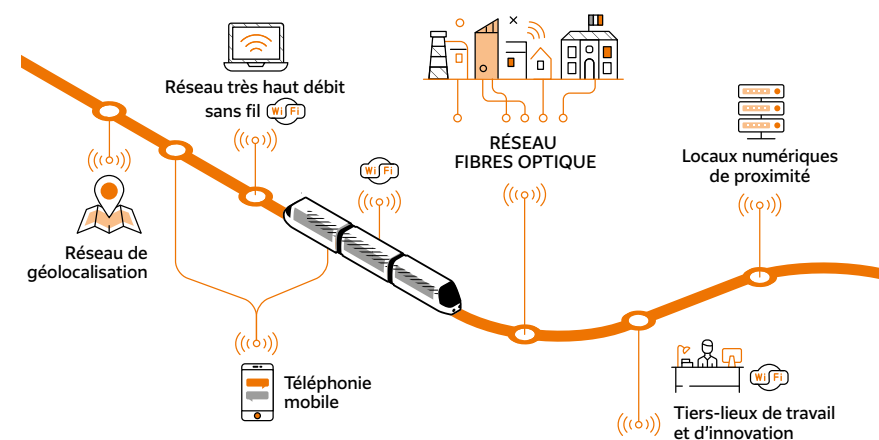 Réseau très haut débit
sans fil Wi Fi
Wi Fi
RÉSEAU
FIBRES OPTIQUE
Locaux numériques
de proximité
Réseau de
géolocalisation
Téléphonie
mobile
Wi Fi
Tiers-lieux de travail
et d'innovation